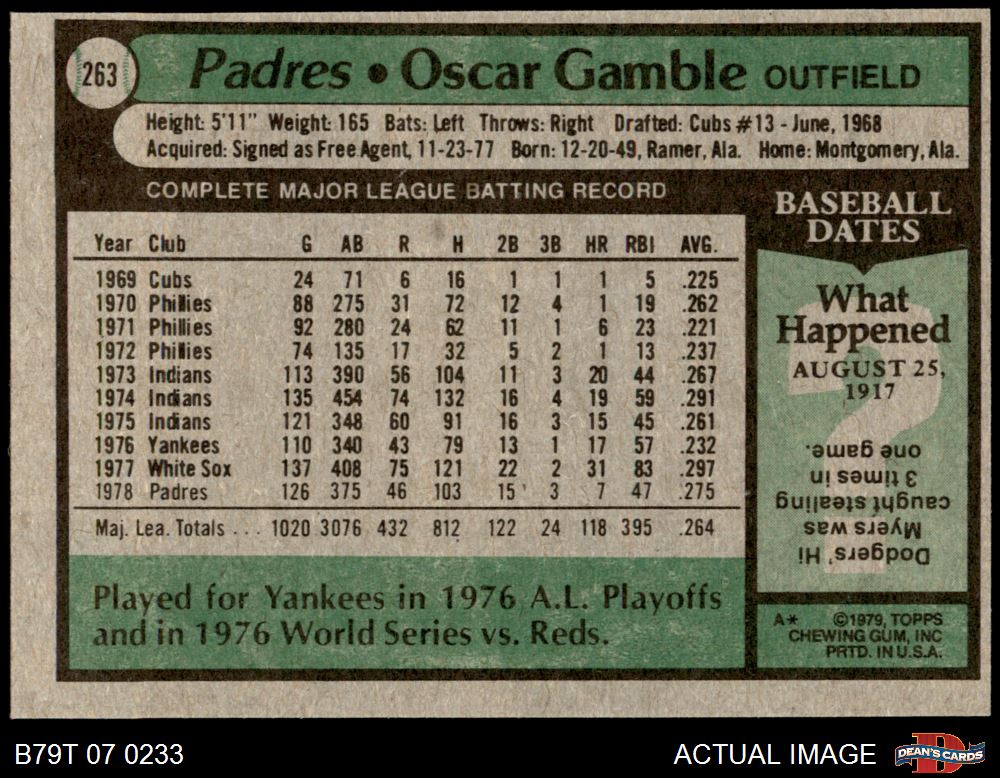 263
Padres • Oscar Gamble OUTFIELD
Height: 5'11" Weight: 165 Bats: Left Throws: Right Drafted: Cubs #13 - June, 1968
Acquired: Signed as Free Agent, 11-23-77 Born: 12-20-49, Ramer, Ala. Home: Montgomery, Ala.
COMPLETE MAJOR LEAGUE BATTING RECORD
Year Club G AB R H 2B 3B HR RBI AVG.
1969 Cubs 24 71 6 16 1 1 1 5 .225
1970 Phillies 88 275 31 72 12 4 1 19 .262
1971 Phillies 92 280 24 62 11 1 6 23 .221
1972 Phillies 74 135 17 32 5 2 1 13 .237
1973 Indians 113 390 56 104 11 3 20 44 .267
1974 Indians 135 454 74 132 16 4 19 59 .291
1975 Indians 121 348 60 91 16 3 15 45 .261
1976 Yankees 110 340 43 79 13 1 17 57 .232
1977 White Sox 137 408 75 121 22 2 31 83 .297
1978 Padres 126 375 46 103 15 3 7 47 .275
Maj. Lea. Totals . . . 1020 3076 432 812 122 24 118 395 .264
Played for Yankees in 1976 A.L. Playoffs
and in 1976 World Series vs. Reds.
BASEBALL
DATES
What
Happened
AUGUST 25,
1917
Dodgers' Hi
Myers was
caught stealing
3 times in
one game.
A* ©1979, TOPPS
CHEWING GUM, INC
PRTD. IN U.S.A.
B79T 07 0233
ACTUAL IMAGE
DEAN'S CARDS